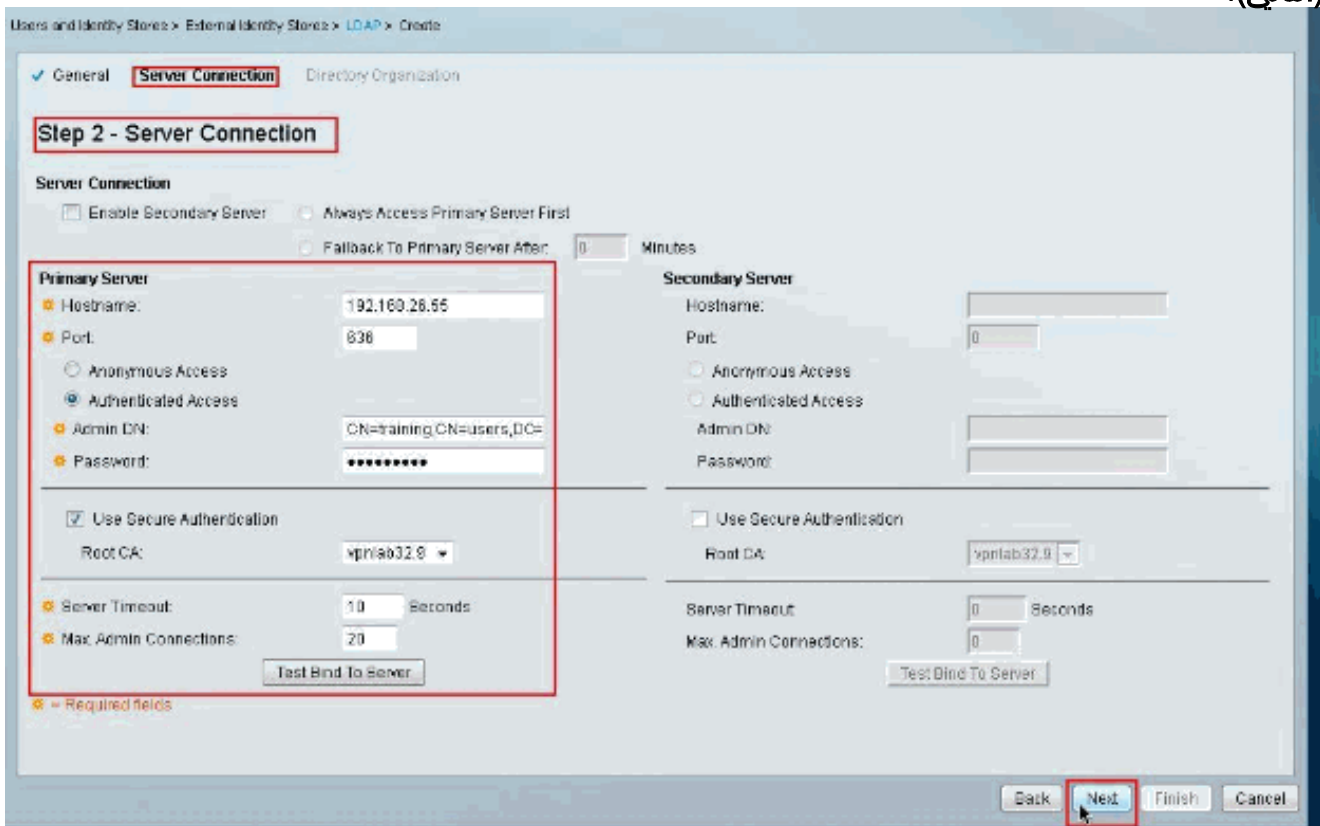 Users and Identity Stores > External Identity Stores > LDAP > Create
General Server Connection Directory Organization
Step 2 - Server Connection
Server Connection
Enable Secondary Server Always Access Primary Server First
Failback To Primary Server After: 0 Minutes
Primary Server Secondary Server
Hostname: 192.168.26.55 Hostname:
Port: 636 Port: 0
Anonymous Access Anonymous Access
Authenticated Access Authenticated Access
Admin DN: CN=training,CN=users,DC= Admin DN:
Password: ••••••••• Password:
Use Secure Authentication Use Secure Authentication
Root CA: vpnlab32.9 Root CA: vpnlab32.9
Server Timeout: 10 Seconds Server Timeout: 0 Seconds
Max. Admin Connections: 20 Max. Admin Connections: 0
Test Bind To Server Test Bind To Server
= Required fields
Back Next Finish Cancel